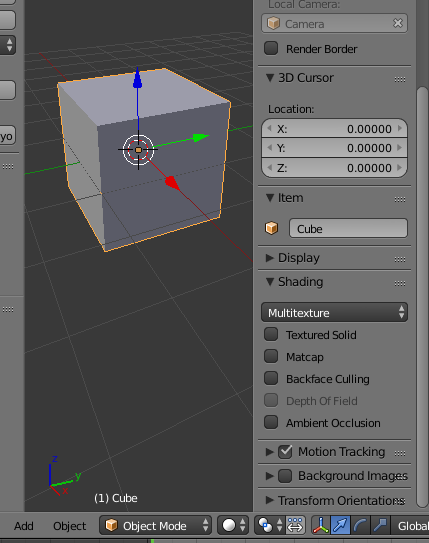 Local Camera:
Camera
Render Border
3D Cursor
Location:
X: 0.00000
Y: 0.00000
Z: 0.00000
Item
Cube
Display
Shading
Multitexture
Textured Solid
Matcap
Backface Culling
Depth Of Field
Ambient Occlusion
Motion Tracking
Background Images
Transform Orientations
yo
z
y
x
(1) Cube
Add Object Object Mode Global